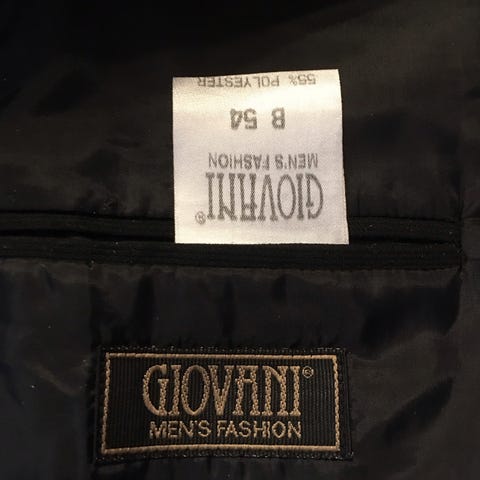 GIOVANI®
MEN'S FASHION
B 54
55% POLYESTER
GIOVANI®
MEN'S FASHION